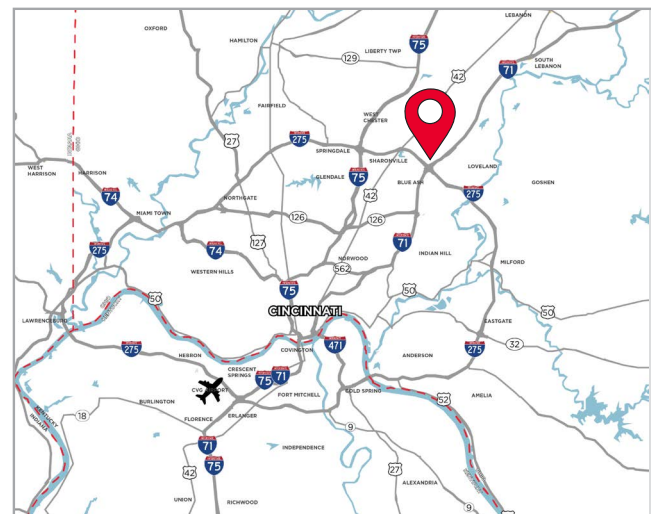 LEBANON
OXFORD
HAMILTON
75
LIBERTY TWP
42
129
71
SOUTH
LEBANON
FAIRFIELD
WEST
CHESTER
27
275
SPRINGDALE
SHARONVILLE
LOVELAND
WEST
HARRISON
HARRISON
GLENDALE
75
BLUE ASH
GOSHEN
74
42
275
NORTHGATE
MIAMI TOWN
126
126
127
71
INDIAN HILL
275
74
NORWOOD
MILFORD
562
WESTERN HILLS
75
50
50
50
CINCINNATI
LAWRENCEBURG
EASTGATE
275
HEBRON
COVINGTON
471
32
ANDERSON
275
CRESCENT
SPRINGS
75
71
CVG AIRPORT
COLD SPRING
AMELIA
BURLINGTON
FORT MITCHELL
52
18
FLORENCE
ERLANGER
KENTUCKY
INDIANA
9
71
INDEPENDENCE
42
75
27
ALEXANDRIA
UNION
RICHWOOD
9